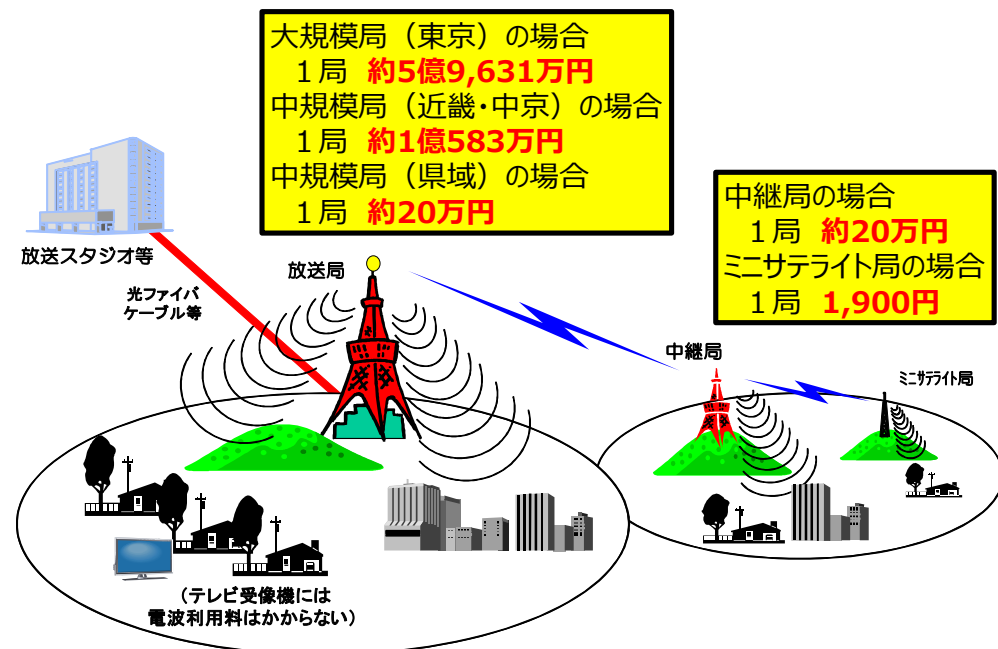 大規模局（東京）の場合
１局 約5億9,631万円
中規模局（近畿・中京）の場合
１局 約1億583万円
中規模局（県域）の場合
１局 約20万円
中継局の場合
１局 約20万円
ミニサテライト局の場合
１局 1,900円
放送スタジオ等
光ファイバ
ケーブル等
放送局
中継局
ミニサテライト局
（テレビ受像機には
電波利用料はかからない）